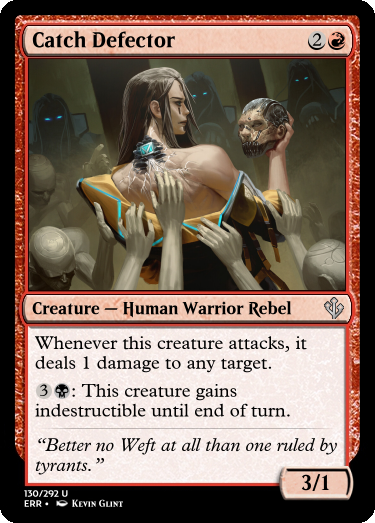 Catch Defector 2
Creature — Human Warrior Rebel
Whenever this creature attacks, it
deals 1 damage to any target.
3: This creature gains
indestructible until end of turn.
“Better no Weft at all than one ruled by
tyrants.”
3/1
130/292 U
ERR • Kevin Glint